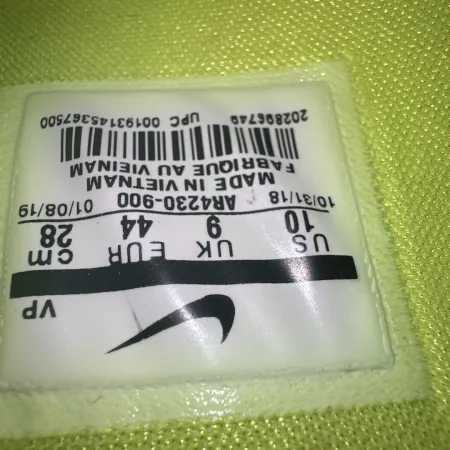 VP
US UK EUR cm
10 9 44 28
10/31/18 AR4230-900 01/08/19
MADE IN VIETNAM
FABRIQUE AU VIEINAM
202896749 UPC 00193145367500